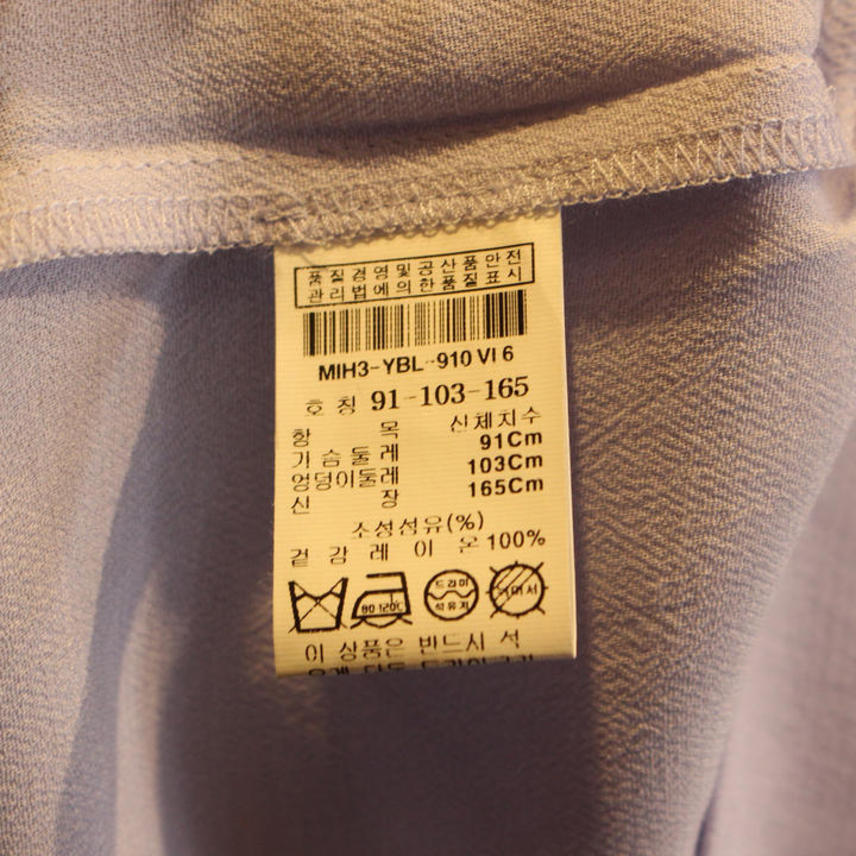 품질경영및공산품안전
관리법에의한품질표시
MIH3-YBL-910 VI 6
호 칭 91-103-165
항 목 신체치수
가 슴 둘 레 91Cm
엉덩이둘레 103Cm
신 장 165Cm
소성섬유(%)
겉 감 레 이 온 100%
80 120℃
드라이
석유계
이 상품은 반드시 석